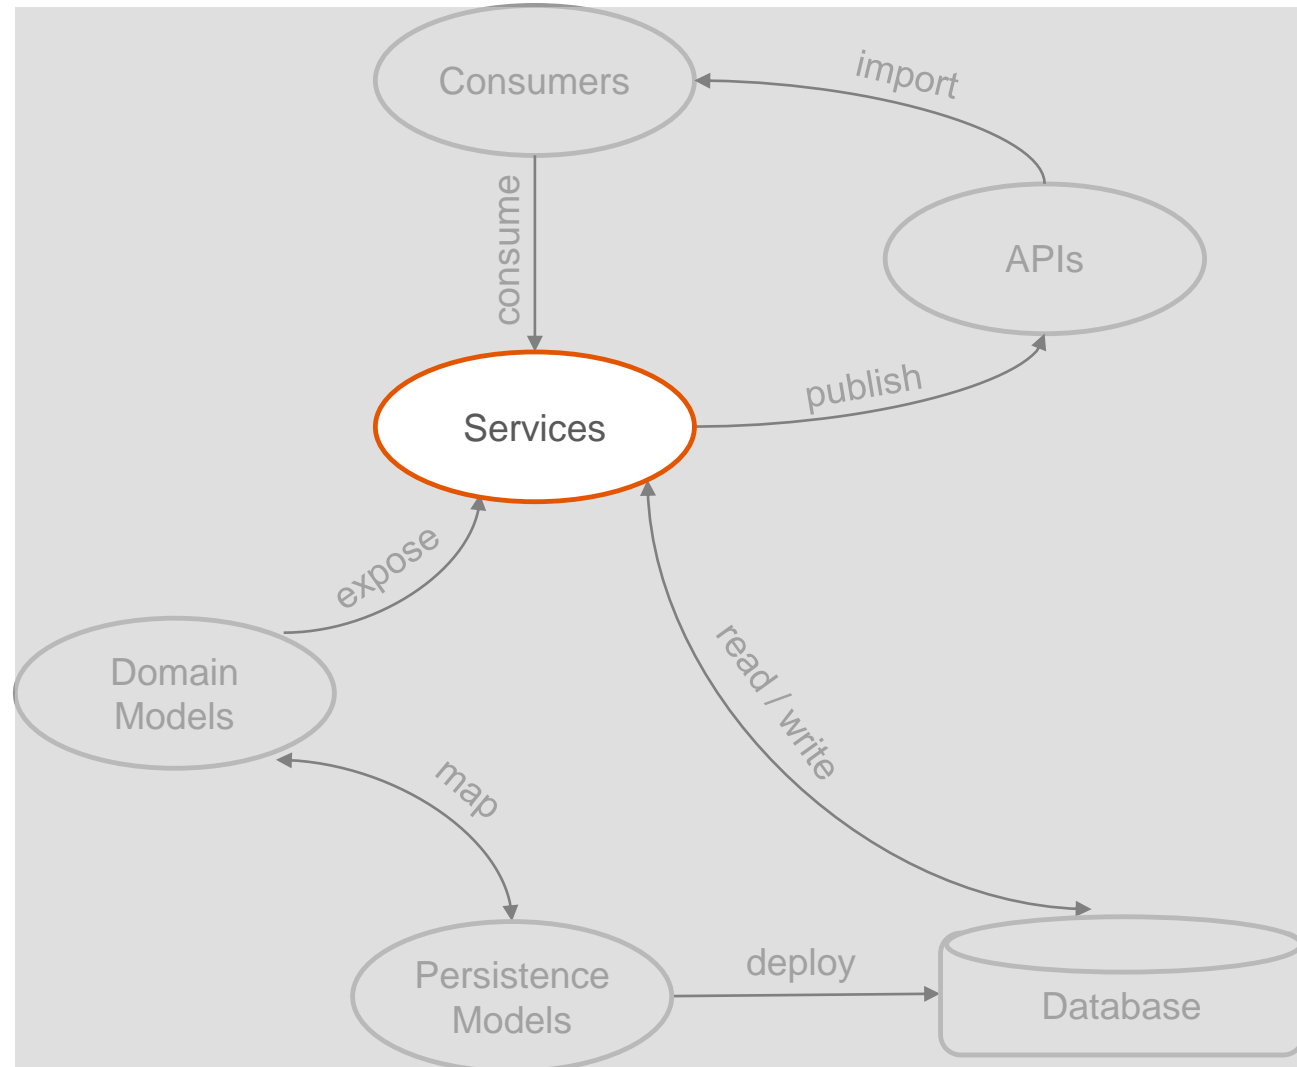 Consumers
import
consume
APIs
Services
publish
expose
Domain
Models
read / write
map
Persistence
Models
deploy
Database